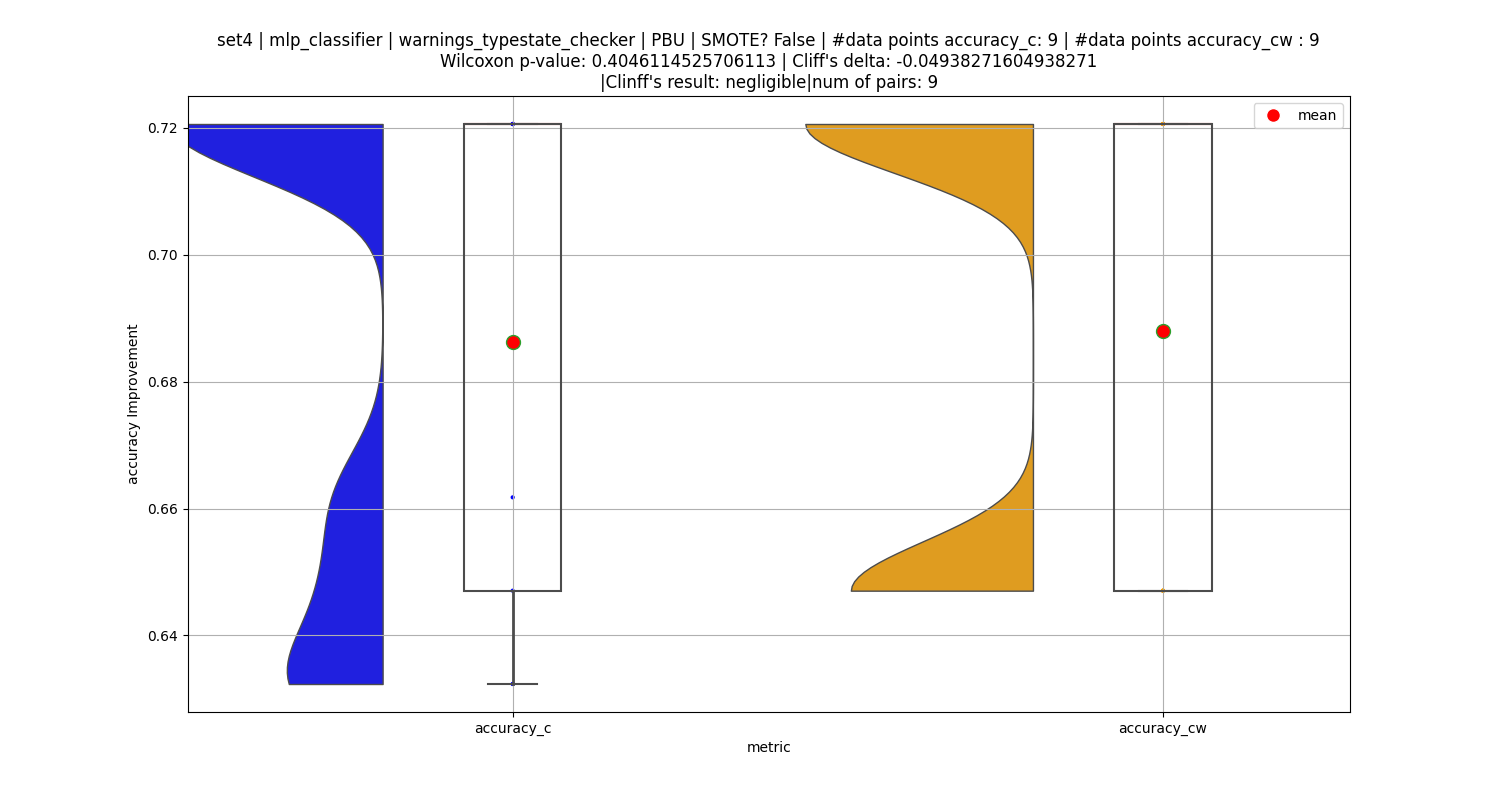 set4 | mlp_classifier | warnings_typestate_checker | PBU | SMOTE? False | #data points accuracy_c: 9 | #data points accuracy_cw : 9
Wilcoxon p-value: 0.4046114525706113 | Cliff's delta: -0.04938271604938271
|Clinff's result: negligible|num of pairs: 9
mean
0.72
0.70
0.68
0.66
0.64
accuracy Improvement
accuracy_c
accuracy_cw
metric